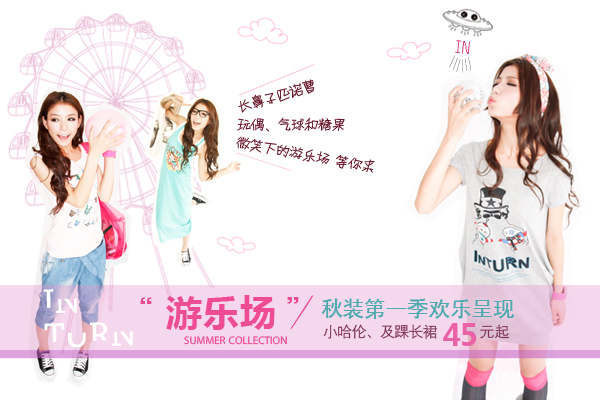 IN
长鼻子匹诺曹
玩偶、气球和糖果
微笑下的游乐场 等你来
INTURN
IN
TURN
“游乐场”/
SUMMER COLLECTION
秋装第一季欢乐呈现
小哈伦、及踝长裙 45元起